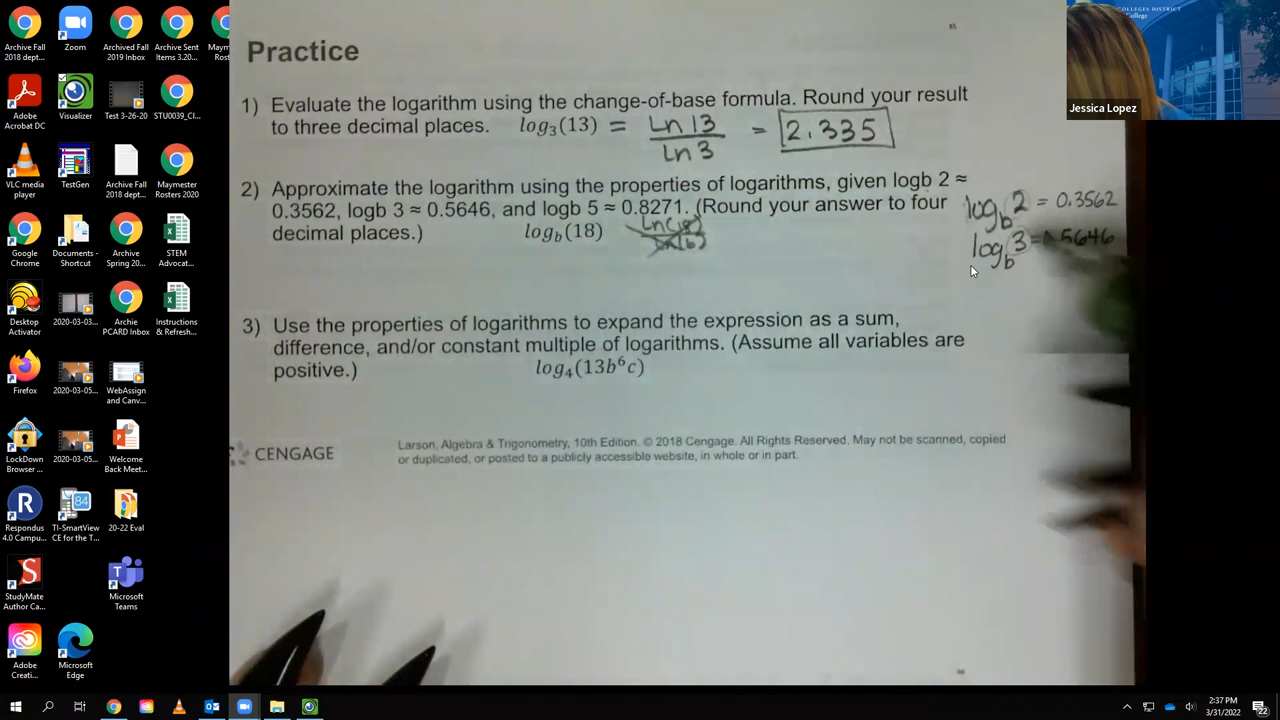 Archive Fall 2018 dept...
Zoom
Archived Fall 2019 Inbox
Archive Sent Items 3.20...
Adobe Acrobat DC
Visualizer
Test 3-26-20
STU0039_Cl...
VLC media player
TestGen
Archive Fall 2018 dept...
Maymester Rosters 2020
Google Chrome
Documents - Shortcut
Archive Spring 20...
STEM Advocat...
Desktop Activator
2020-03-03...
Archie PCARD Inbox
Instructions & Refresh...
Firefox
2020-03-05...
WebAssign and Canv...
LockDown Browser ...
2020-03-05...
Welcome Back Meet...
Respondus 4.0 Campu...
TI-SmartView CE for the T...
20-22 Eval
StudyMate Author Ca...
Microsoft Teams
Adobe Creati...
Microsoft Edge
Practice
1) Evaluate the logarithm using the change-of-base formula. Round your result
to three decimal places. log₃(13) = Ln 13 / Ln 3 = 2.335
2) Approximate the logarithm using the properties of logarithms, given logb 2 ≈
0.3562, logb 3 ≈ 0.5646, and logb 5 ≈ 0.8271. (Round your answer to four
decimal places.) log_b(18)
log_b 2 = 0.3562
log_b 3 = 0.5646
3) Use the properties of logarithms to expand the expression as a sum,
difference, and/or constant multiple of logarithms. (Assume all variables are
positive.) log₄(13b⁶c)
CENGAGE
Larson, Algebra & Trigonometry, 10th Edition. © 2018 Cengage. All Rights Reserved. May not be scanned, copied
or duplicated, or posted to a publicly accessible website, in whole or in part.
COLLEGES DISTRICT
College
Jessica Lopez
2:37 PM
3/31/2022
22